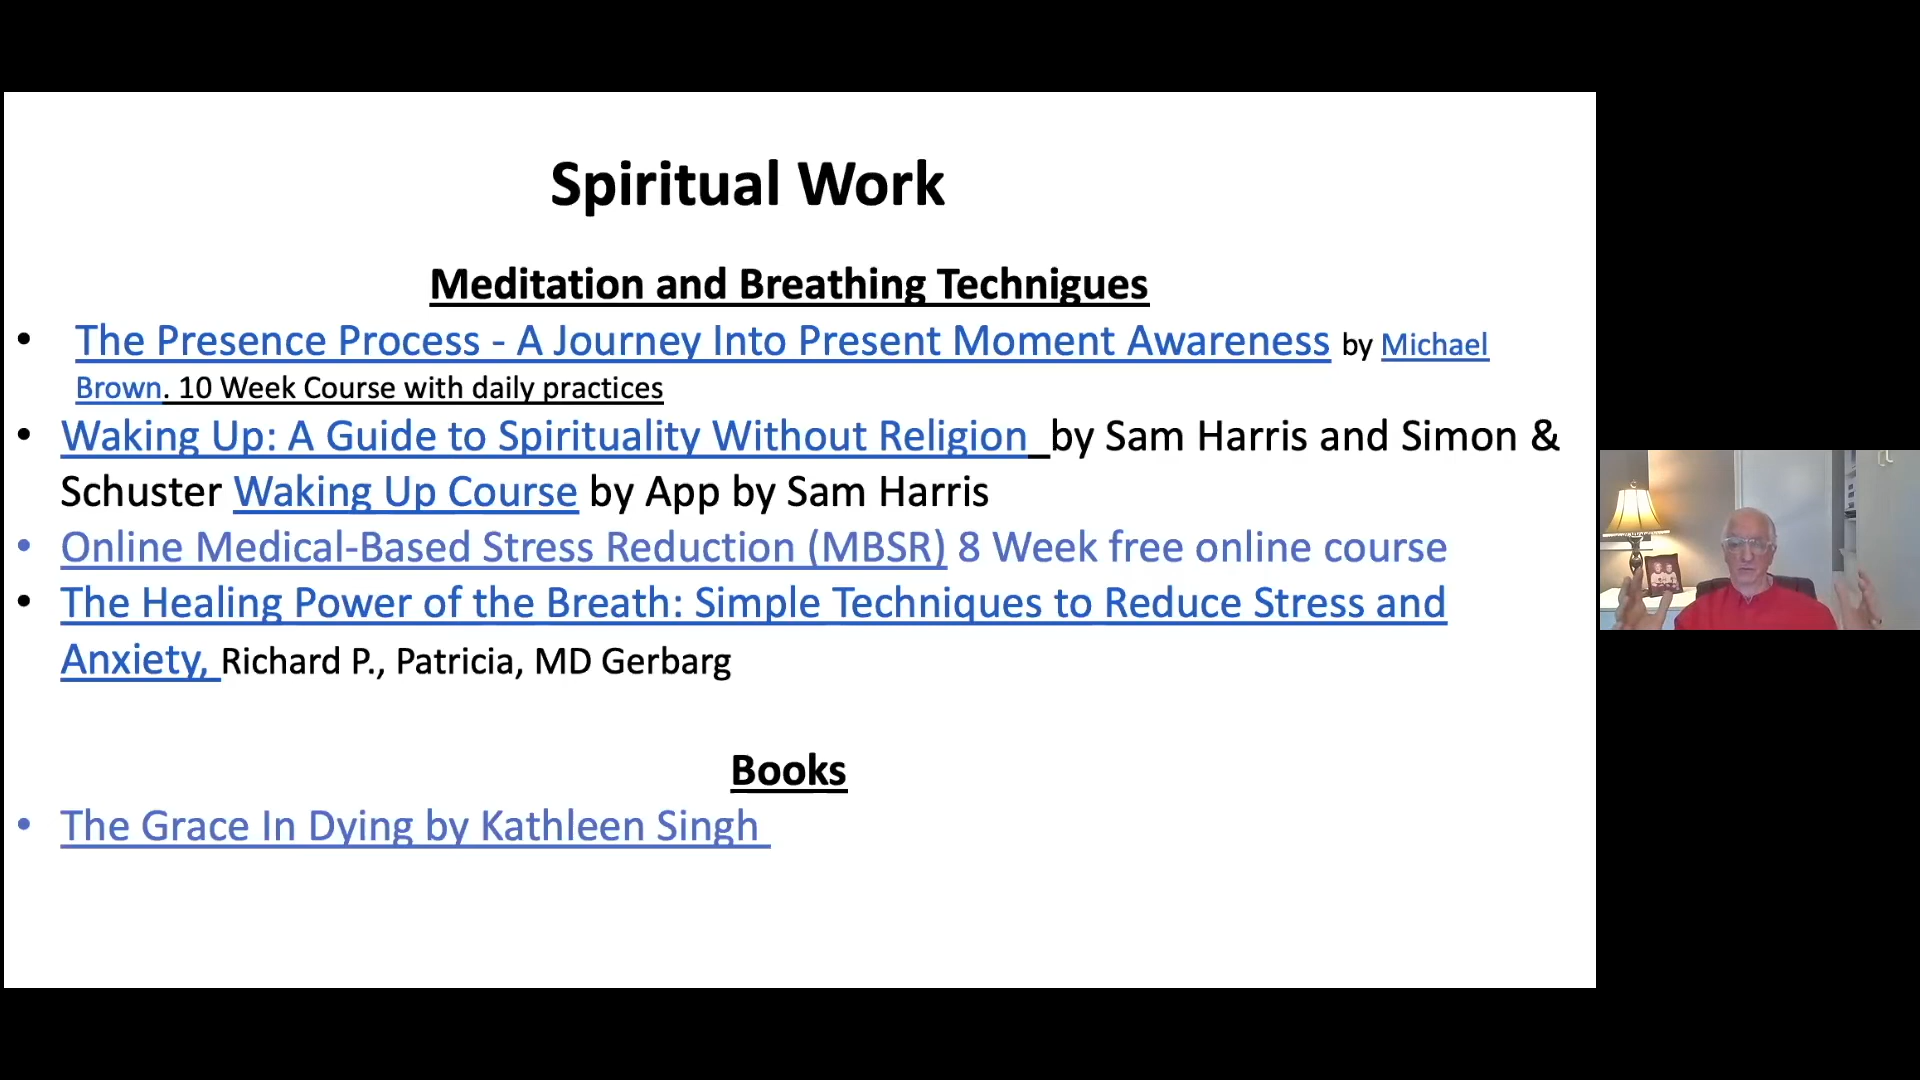 Spiritual Work
Meditation and Breathing Technigues
• The Presence Process - A Journey Into Present Moment Awareness by Michael
Brown. 10 Week Course with daily practices
• Waking Up: A Guide to Spirituality Without Religion by Sam Harris and Simon &
Schuster Waking Up Course by App by Sam Harris
• Online Medical-Based Stress Reduction (MBSR) 8 Week free online course
• The Healing Power of the Breath: Simple Techniques to Reduce Stress and
Anxiety, Richard P., Patricia, MD Gerbarg
Books
• The Grace In Dying by Kathleen Singh